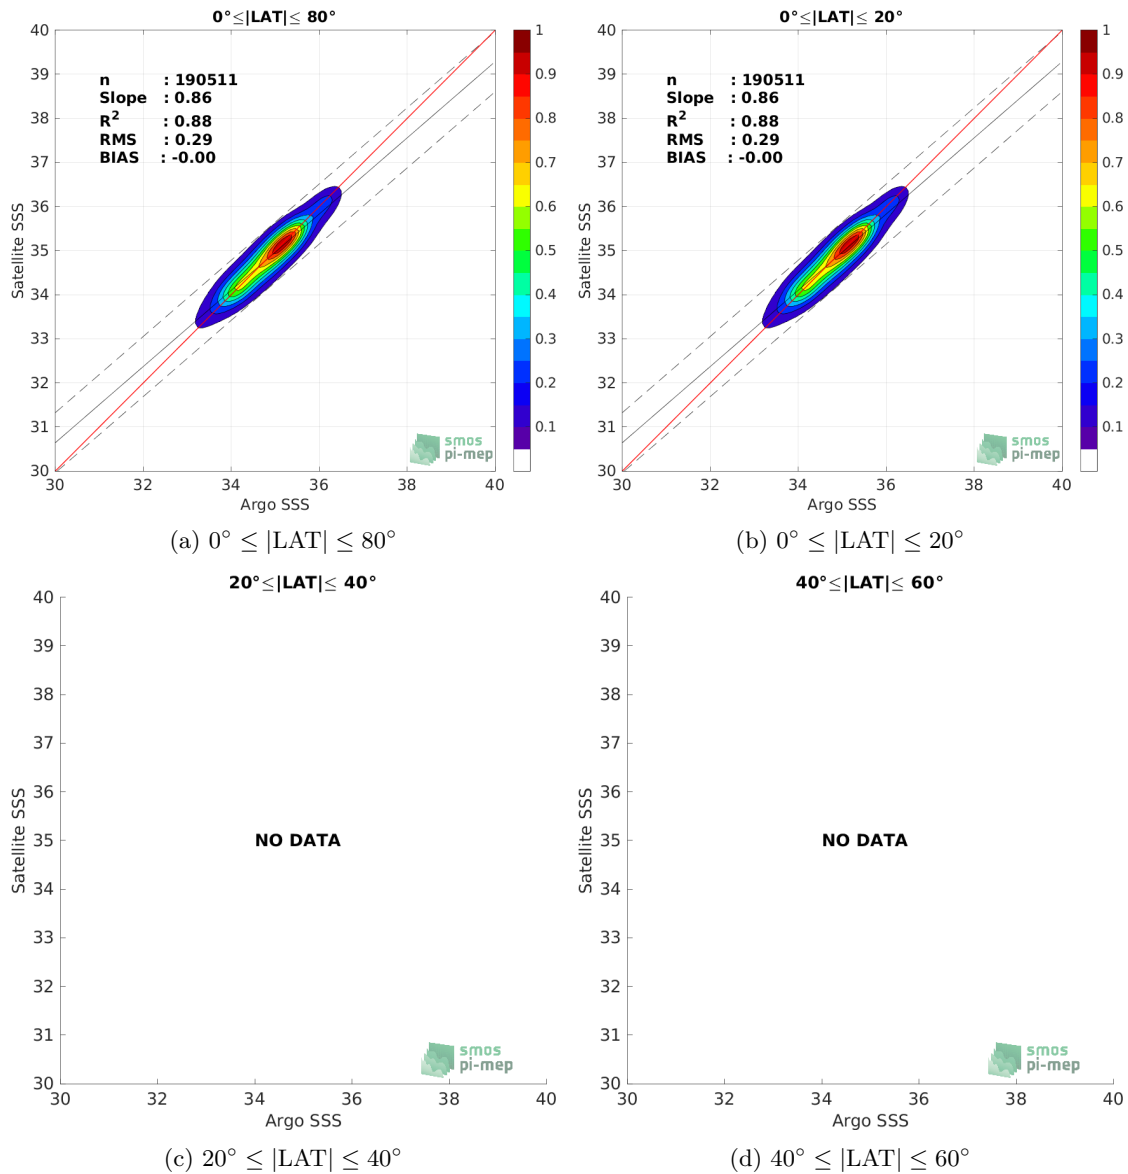 0°≤|LAT|≤ 80°
40
39
38
37
36
35
34
33
32
31
30
Satellite SSS
n : 190511
Slope : 0.86
R² : 0.88
RMS : 0.29
BIAS : -0.00
smos
pi-mep
30 32 34 36 38 40
Argo SSS
1
0.9
0.8
0.7
0.6
0.5
0.4
0.3
0.2
0.1
(a) 0° ≤ |LAT| ≤ 80°
0°≤|LAT|≤ 20°
40
39
38
37
36
35
34
33
32
31
30
Satellite SSS
n : 190511
Slope : 0.86
R² : 0.88
RMS : 0.29
BIAS : -0.00
smos
pi-mep
30 32 34 36 38 40
Argo SSS
1
0.9
0.8
0.7
0.6
0.5
0.4
0.3
0.2
0.1
(b) 0° ≤ |LAT| ≤ 20°
20°≤|LAT|≤ 40°
40
39
38
37
36
35
34
33
32
31
30
Satellite SSS
NO DATA
smos
pi-mep
30 32 34 36 38 40
Argo SSS
(c) 20° ≤ |LAT| ≤ 40°
40°≤|LAT|≤ 60°
40
39
38
37
36
35
34
33
32
31
30
Satellite SSS
NO DATA
smos
pi-mep
30 32 34 36 38 40
Argo SSS
(d) 40° ≤ |LAT| ≤ 60°